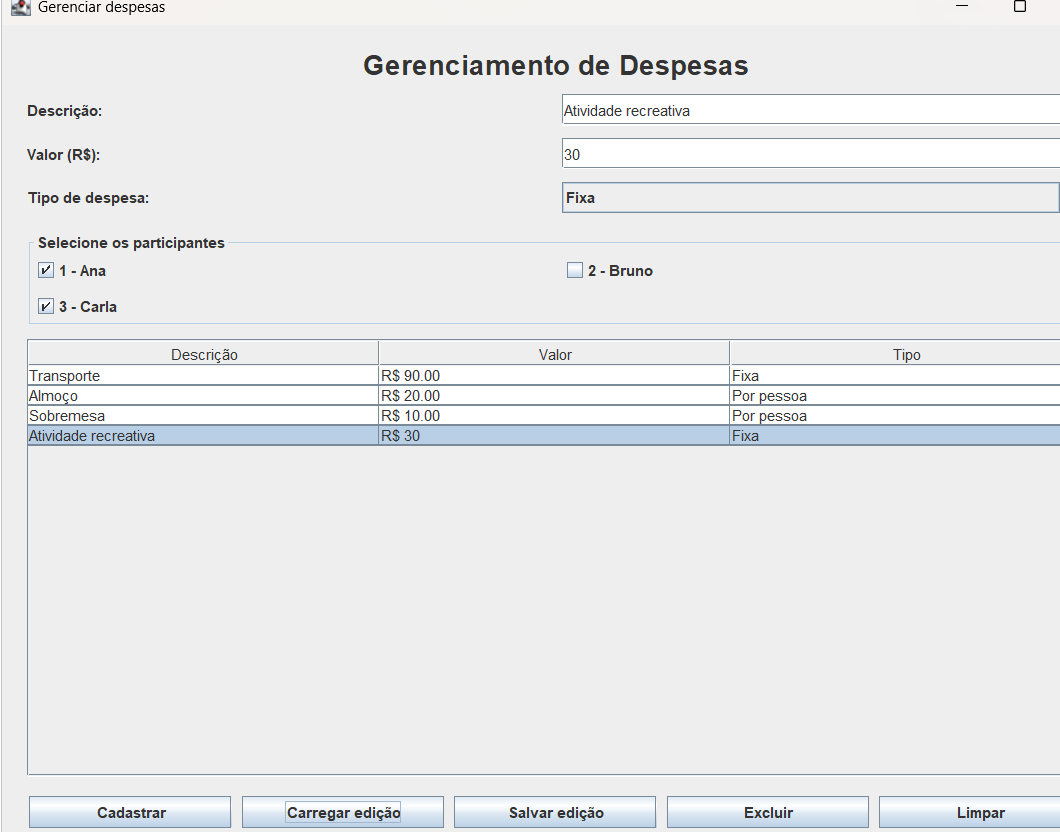 Gerenciar despesas
Gerenciamento de Despesas
Descrição: Atividade recreativa
Valor (R$): 30
Tipo de despesa: Fixa
Selecione os participantes
1 - Ana 2 - Bruno
3 - Carla
Descrição Valor Tipo
Transporte R$ 90.00 Fixa
Almoço R$ 20.00 Por pessoa
Sobremesa R$ 10.00 Por pessoa
Atividade recreativa R$ 30 Fixa
Cadastrar Carregar edição Salvar edição Excluir Limpar